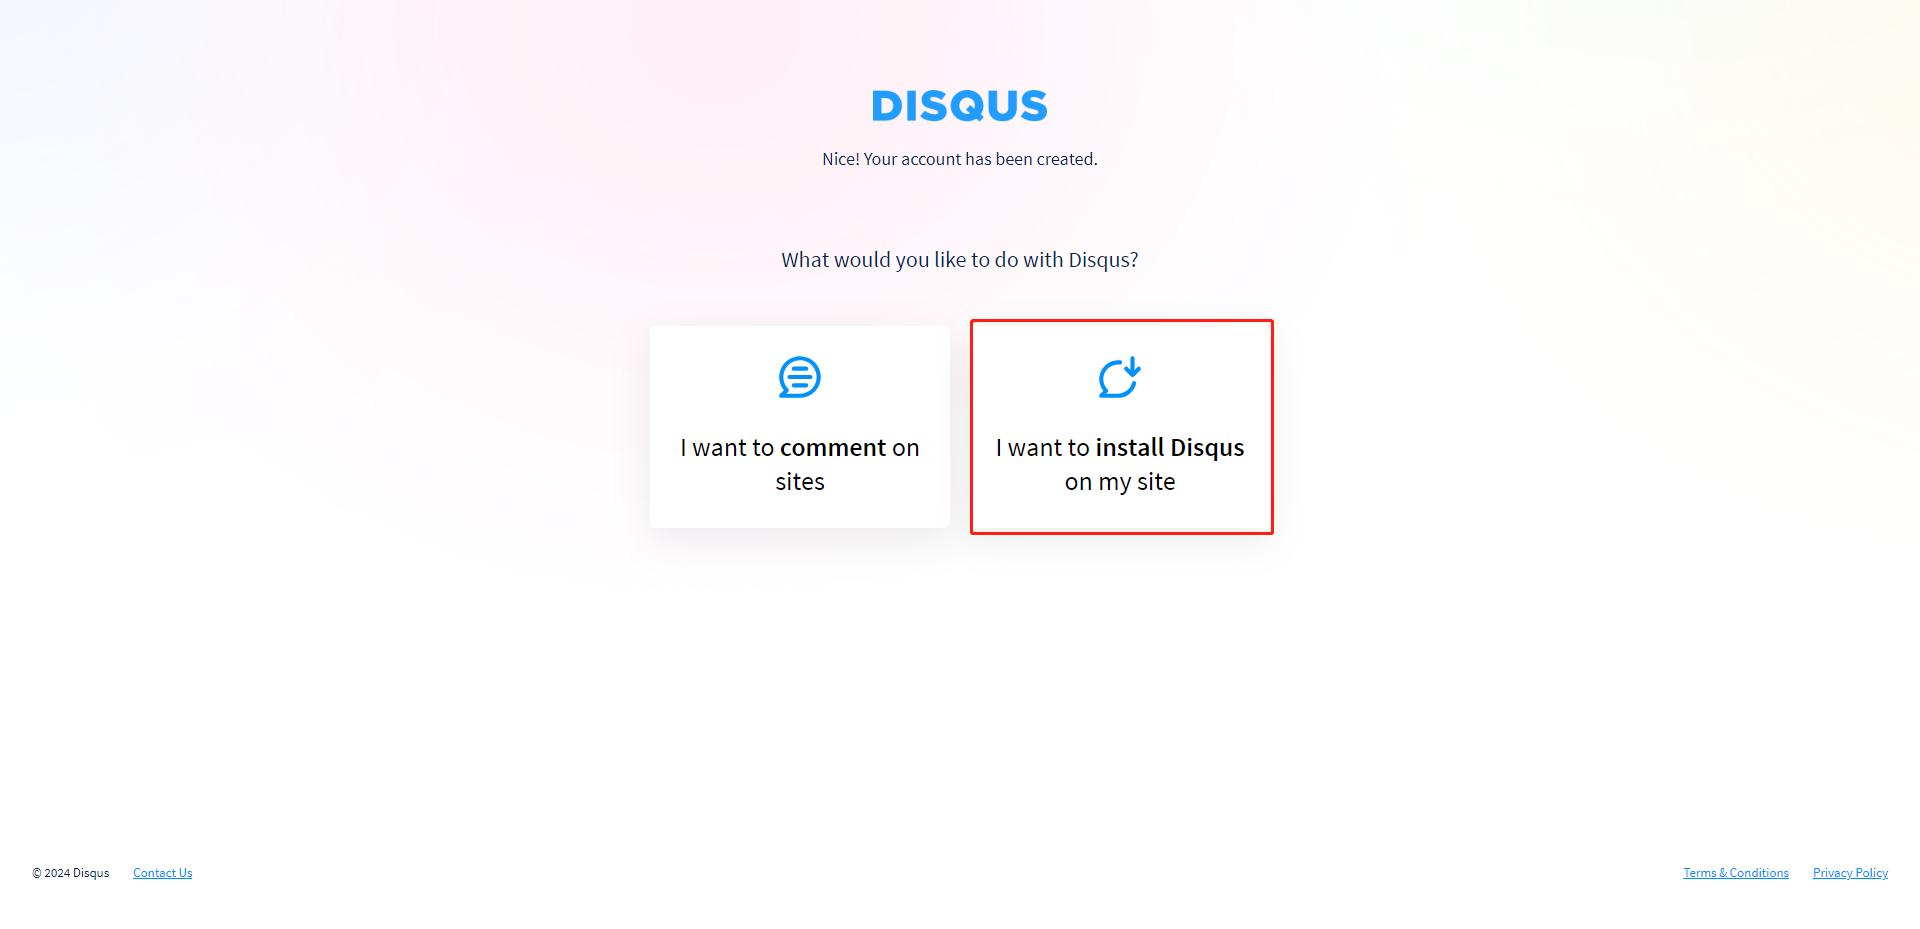 DISQUS
Nice! Your account has been created.
What would you like to do with Disqus?
I want to comment on
sites
I want to install Disqus
on my site
© 2024 Disqus
Contact Us
Terms & Conditions
Privacy Policy